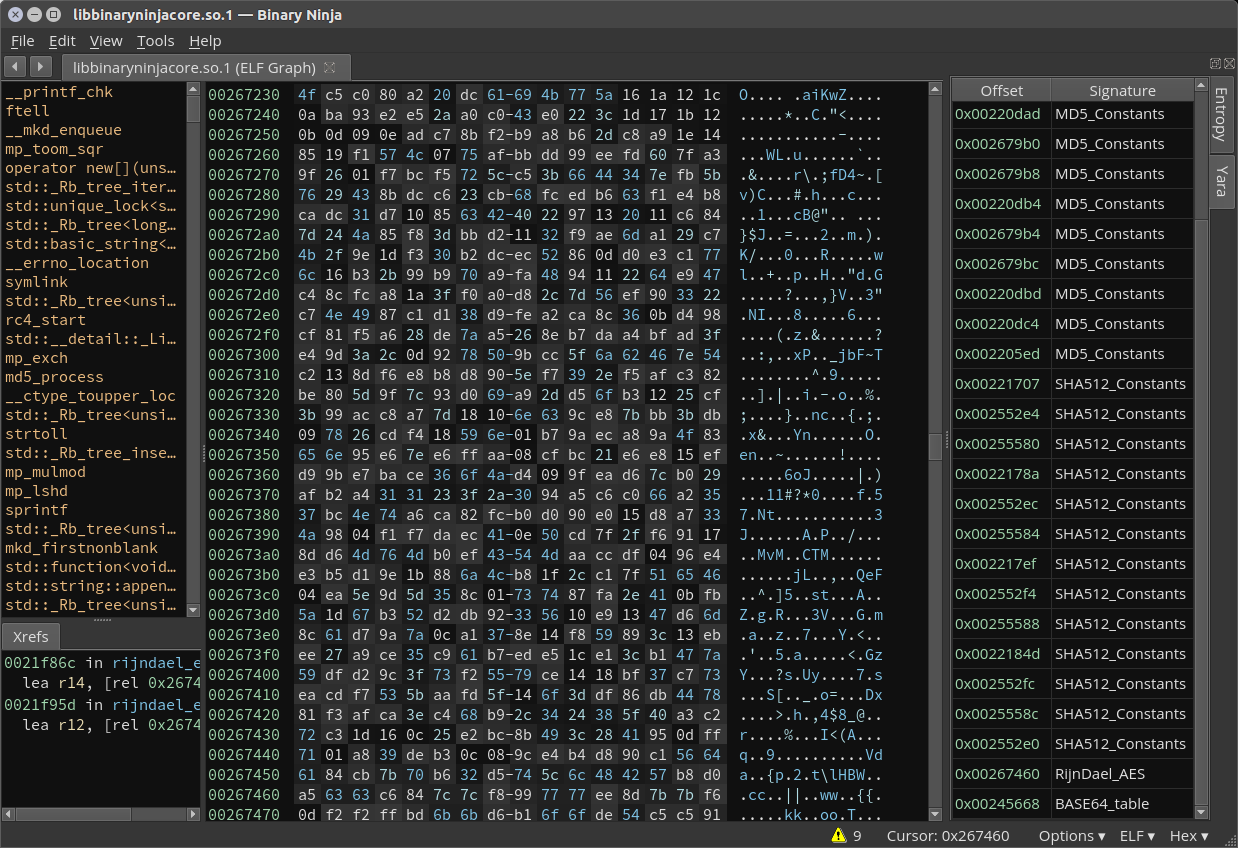 libbinaryninjacore.so.1 — Binary Ninja
File Edit View Tools Help
libbinaryninjacore.so.1 (ELF Graph)
__printf_chk
ftell
__mkd_enqueue
mp_toom_sqr
operator new[](uns…
std::_Rb_tree_iter…
std::unique_lock<s…
std::_Rb_tree<long…
std::basic_string<…
__errno_location
symlink
std::_Rb_tree<unsi…
rc4_start
std::__detail::_Li…
mp_exch
md5_process
__ctype_toupper_loc
std::_Rb_tree<unsi…
strtoll
std::_Rb_tree_inse…
mp_mulmod
mp_lshd
sprintf
std::_Rb_tree<unsi…
mkd_firstnonblank
std::function<void…
std::string::appen…
std::_Rb_tree<unsi…
Xrefs
0021f86c in rijndael_e
lea r14, [rel 0x2674
0021f95d in rijndael_e
lea r12, [rel 0x2674
00267230 4f c5 c0 80 a2 20 dc 61-69 4b 77 5a 16 1a 12 1c O.... .aiKwZ....
00267240 0a ba 93 e2 e5 2a a0 c0-43 e0 22 3c 1d 17 1b 12 .....*..C."<....
00267250 0b 0d 09 0e ad c7 8b f2-b9 a8 b6 2d c8 a9 1e 14 ...........-....
00267260 85 19 f1 57 4c 07 75 af-bb dd 99 ee fd 60 7f a3 ...WL.u......`..
00267270 9f 26 01 f7 bc f5 72 5c-c5 3b 66 44 34 7e fb 5b .&....r\.;fD4~.[
00267280 76 29 43 8b dc c6 23 cb-68 fc ed b6 63 f1 e4 b8 v)C...#.h...c...
00267290 ca dc 31 d7 10 85 63 42-40 22 97 13 20 11 c6 84 ..1...cB@".. ...
002672a0 7d 24 4a 85 f8 3d bb d2-11 32 f9 ae 6d a1 29 c7 }$J..=...2..m.).
002672b0 4b 2f 9e 1d f3 30 b2 dc-ec 52 86 0d d0 e3 c1 77 K/...0...R.....w
002672c0 6c 16 b3 2b 99 b9 70 a9-fa 48 94 11 22 64 e9 47 l..+..p..H.."d.G
002672d0 c4 8c fc a8 1a 3f f0 a0-d8 2c 7d 56 ef 90 33 22 .....?...,}V..3"
002672e0 c7 4e 49 87 c1 d1 38 d9-fe a2 ca 8c 36 0b d4 98 .NI...8.....6...
002672f0 cf 81 f5 a6 28 de 7a a5-26 8e b7 da a4 bf ad 3f ....(.z.&......?
00267300 e4 9d 3a 2c 0d 92 78 50-9b cc 5f 6a 62 46 7e 54 ..:,..xP.._jbF~T
00267310 c2 13 8d f6 e8 b8 d8 90-5e f7 39 2e f5 af c3 82 ........^.9.....
00267320 be 80 5d 9f 7c 93 d0 69-a9 2d d5 6f b3 12 25 cf ..].|..i.-.o..%.
00267330 3b 99 ac c8 a7 7d 18 10-6e 63 9c e8 7b bb 3b db ;....}..nc..{.;.
00267340 09 78 26 cd f4 18 59 6e-01 b7 9a ec a8 9a 4f 83 .x&...Yn......O.
00267350 65 6e 95 e6 7e e6 ff aa-08 cf bc 21 e6 e8 15 ef en..~......!....
00267360 d9 9b e7 ba ce 36 6f 4a-d4 09 9f ea d6 7c b0 29 .....6oJ.....|.)
00267370 af b2 a4 31 31 23 3f 2a-30 94 a5 c6 c0 66 a2 35 ...11#?*0....f.5
00267380 37 bc 4e 74 a6 ca 82 fc-b0 d0 90 e0 15 d8 a7 33 7.Nt...........3
00267390 4a 98 04 f1 f7 da ec 41-0e 50 cd 7f 2f f6 91 17 J......A.P../...
002673a0 8d d6 4d 76 4d b0 ef 43-54 4d aa cc df 04 96 e4 ..MvM..CTM......
002673b0 e3 b5 d1 9e 1b 88 6a 4c-b8 1f 2c c1 7f 51 65 46 ......jL..,..QeF
002673c0 04 ea 5e 9d 5d 35 8c 01-73 74 87 fa 2e 41 0b fb ..^.]5..st...A..
002673d0 5a 1d 67 b3 52 d2 db 92-33 56 10 e9 13 47 d6 6d Z.g.R...3V...G.m
002673e0 8c 61 d7 9a 7a 0c a1 37-8e 14 f8 59 89 3c 13 eb .a..z..7...Y.<..
002673f0 ee 27 a9 ce 35 c9 61 b7-ed e5 1c e1 3c b1 47 7a .'..5.a.....<.Gz
00267400 59 df d2 9c 3f 73 f2 55-79 ce 14 18 bf 37 c7 73 Y...?s.Uy....7.s
00267410 ea cd f7 53 5b aa fd 5f-14 6f 3d df 86 db 44 78 ...S[.._.o=...Dx
00267420 81 f3 af ca 3e c4 68 b9-2c 34 24 38 5f 40 a3 c2 ....>.h.,4$8_@..
00267430 72 c3 1d 16 0c 25 e2 bc-8b 49 3c 28 41 95 0d ff r....%...I<(A...
00267440 71 01 a8 39 de b3 0c 08-9c e4 b4 d8 90 c1 56 64 q..9..........Vd
00267450 61 84 cb 7b 70 b6 32 d5-74 5c 6c 48 42 57 b8 d0 a..{p.2.t\lHBW..
00267460 a5 63 63 c6 84 7c 7c f8-99 77 77 ee 8d 7b 7b f6 .cc..||..ww..{{.
00267470 0d f2 f2 ff bd 6b 6b d6-b1 6f 6f de 54 c5 c5 91 .....kk..oo.T...
Offset Signature
0x00220dad MD5_Constants
0x002679b0 MD5_Constants
0x002679b8 MD5_Constants
0x00220db4 MD5_Constants
0x002679b4 MD5_Constants
0x002679bc MD5_Constants
0x00220dbd MD5_Constants
0x00220dc4 MD5_Constants
0x002205ed MD5_Constants
0x00221707 SHA512_Constants
0x002552e4 SHA512_Constants
0x00255580 SHA512_Constants
0x0022178a SHA512_Constants
0x002552ec SHA512_Constants
0x00255584 SHA512_Constants
0x002217ef SHA512_Constants
0x002552f4 SHA512_Constants
0x00255588 SHA512_Constants
0x0022184d SHA512_Constants
0x002552fc SHA512_Constants
0x0025558c SHA512_Constants
0x002552e0 SHA512_Constants
0x00267460 RijnDael_AES
0x00245668 BASE64_table
Entropy
Yara
9 Cursor: 0x267460 Options ▾ ELF ▾ Hex ▾